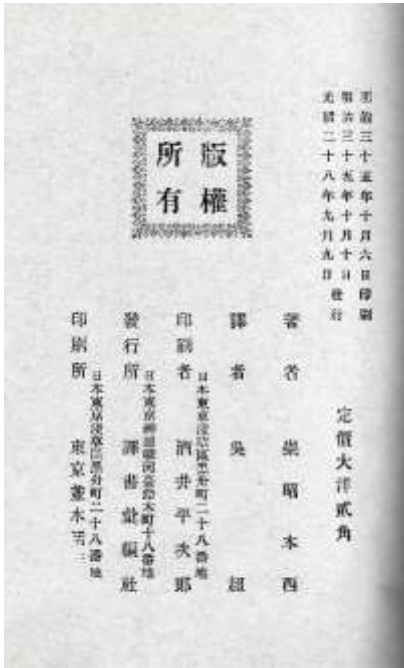 明治三十五年十月六日印刷
明治三十五年十月十日發行
光緒二十八年九月九日
版權
所有
定價大洋貳角
著者 崇昭本西
譯者 吳超
印刷者 日本東京淺草區黑舟町二十八番地
酒井平次郎
發行所 日本東京神田區駿河臺鈴木町十八番地
譯書彙編社
印刷所 日本東京淺草區黑舟町二十八番地
東京並木活版所